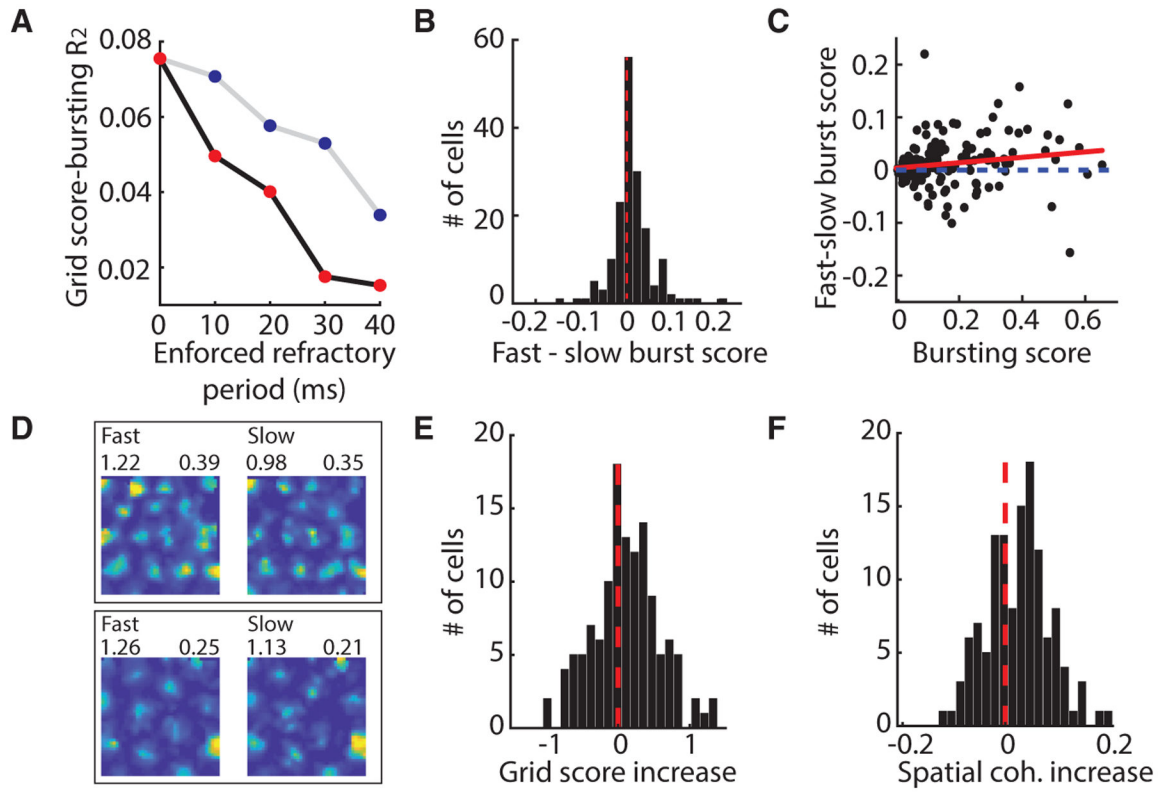 A
Grid score-bursting R2
0.08
0.06
0.04
0.02
0 10 20 30 40
Enforced refractory
period (ms)
B
# of cells
60
40
20
0
-0.2 -0.1 0 0.1 0.2
Fast - slow burst score
C
Fast-slow burst score
0.2
0.1
0
-0.1
-0.2
0 0.2 0.4 0.6
Bursting score
D
Fast Slow
1.22 0.39 0.98 0.35
Fast Slow
1.26 0.25 1.13 0.21
E
# of cells
20
15
10
5
0
-1 0 1
Grid score increase
F
# of cells
20
15
10
5
0
-0.2 0 0.2
Spatial coh. increase